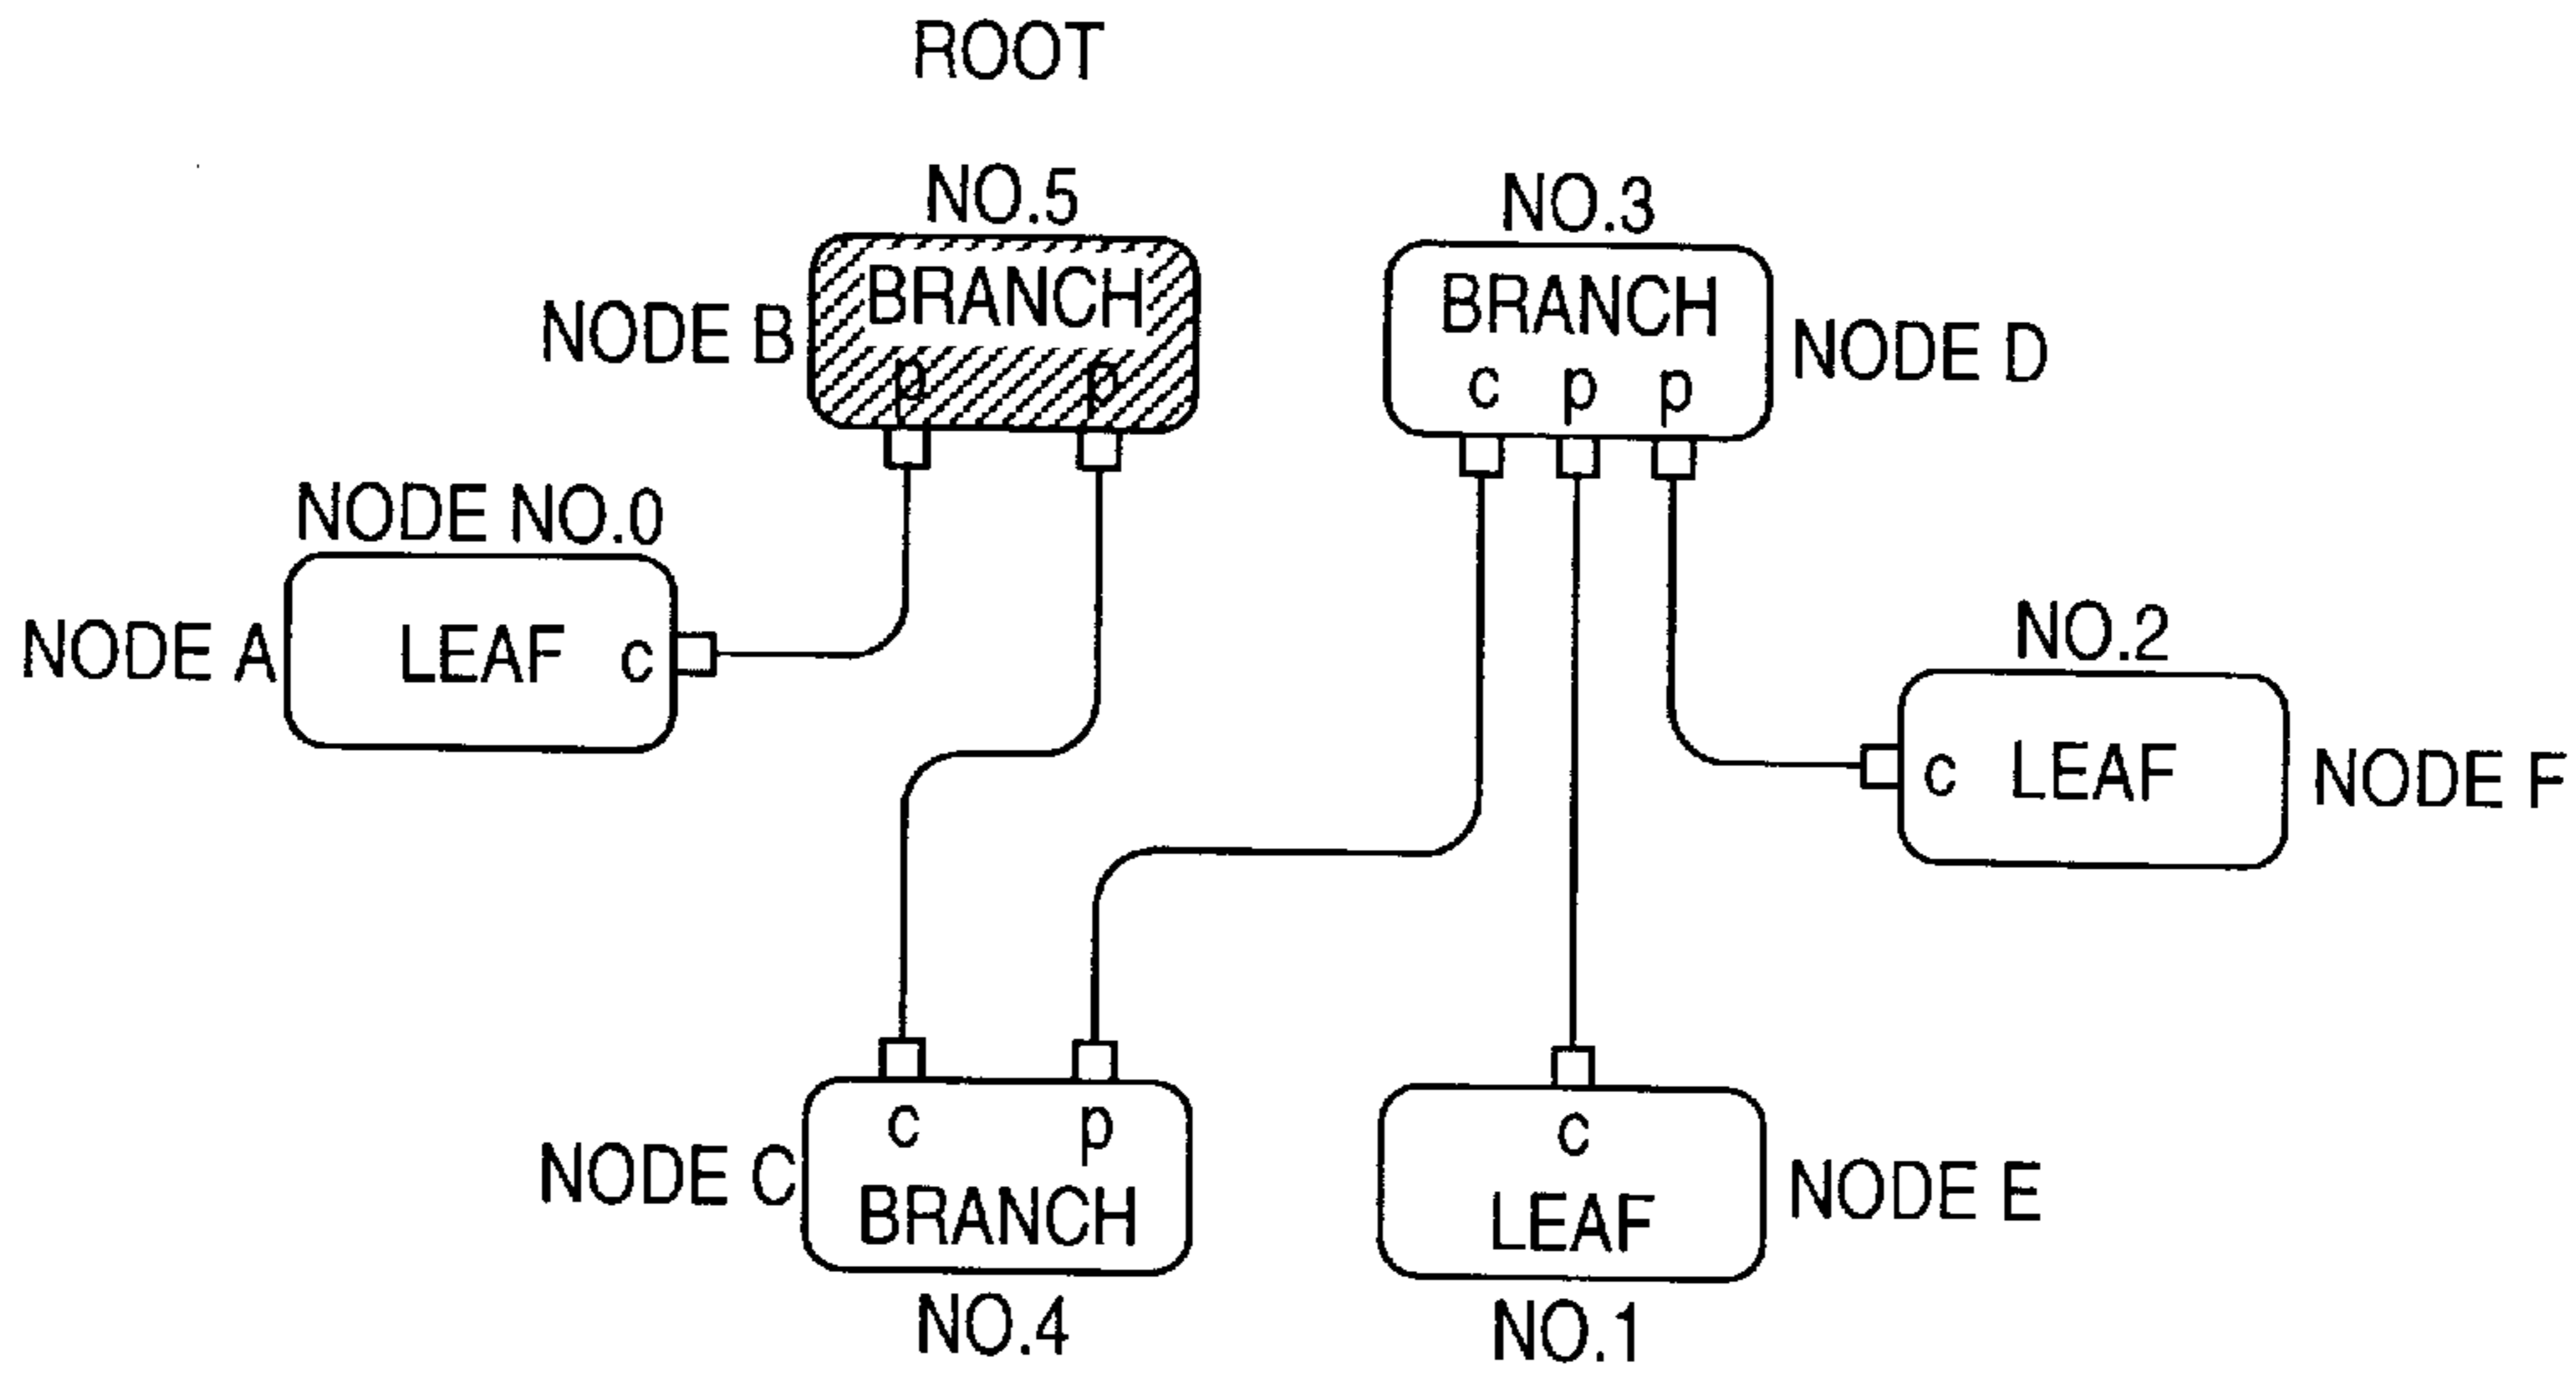 ROOT
NO.5
NO.3
BRANCH
NODE B
p p
BRANCH
c p p
NODE D
NODE NO.0
NODE A
LEAF c
NO.2
c LEAF
NODE F
c p
NODE C
BRANCH
NO.4
c
LEAF
NODE E
NO.1